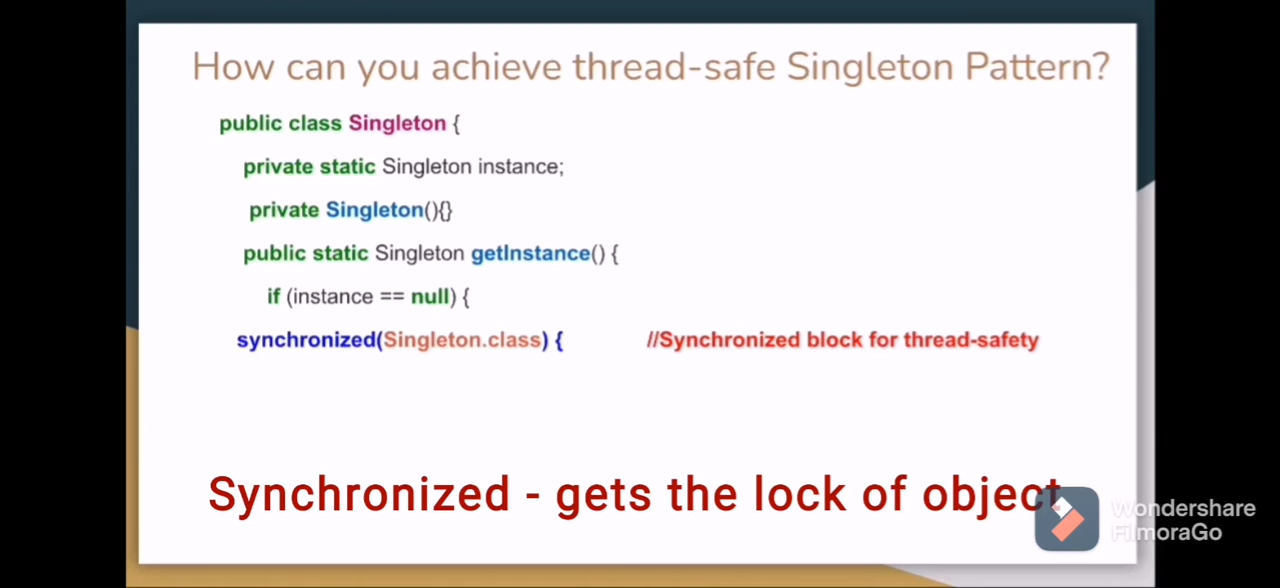 How can you achieve thread-safe Singleton Pattern?
public class Singleton {
private static Singleton instance;
private Singleton(){}
public static Singleton getInstance() {
if (instance == null) {
synchronized(Singleton.class) { //Synchronized block for thread-safety
Synchronized - gets the lock of object
Wondershare
FilmoraGo